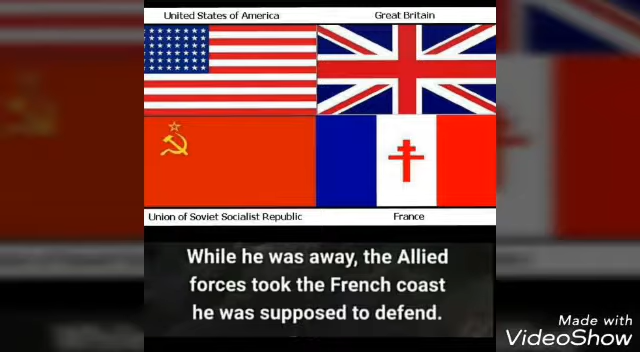 United States of America
Great Britain
Union of Soviet Socialist Republic
France
While he was away, the Allied
forces took the French coast
he was supposed to defend.
Made with
VideoShow